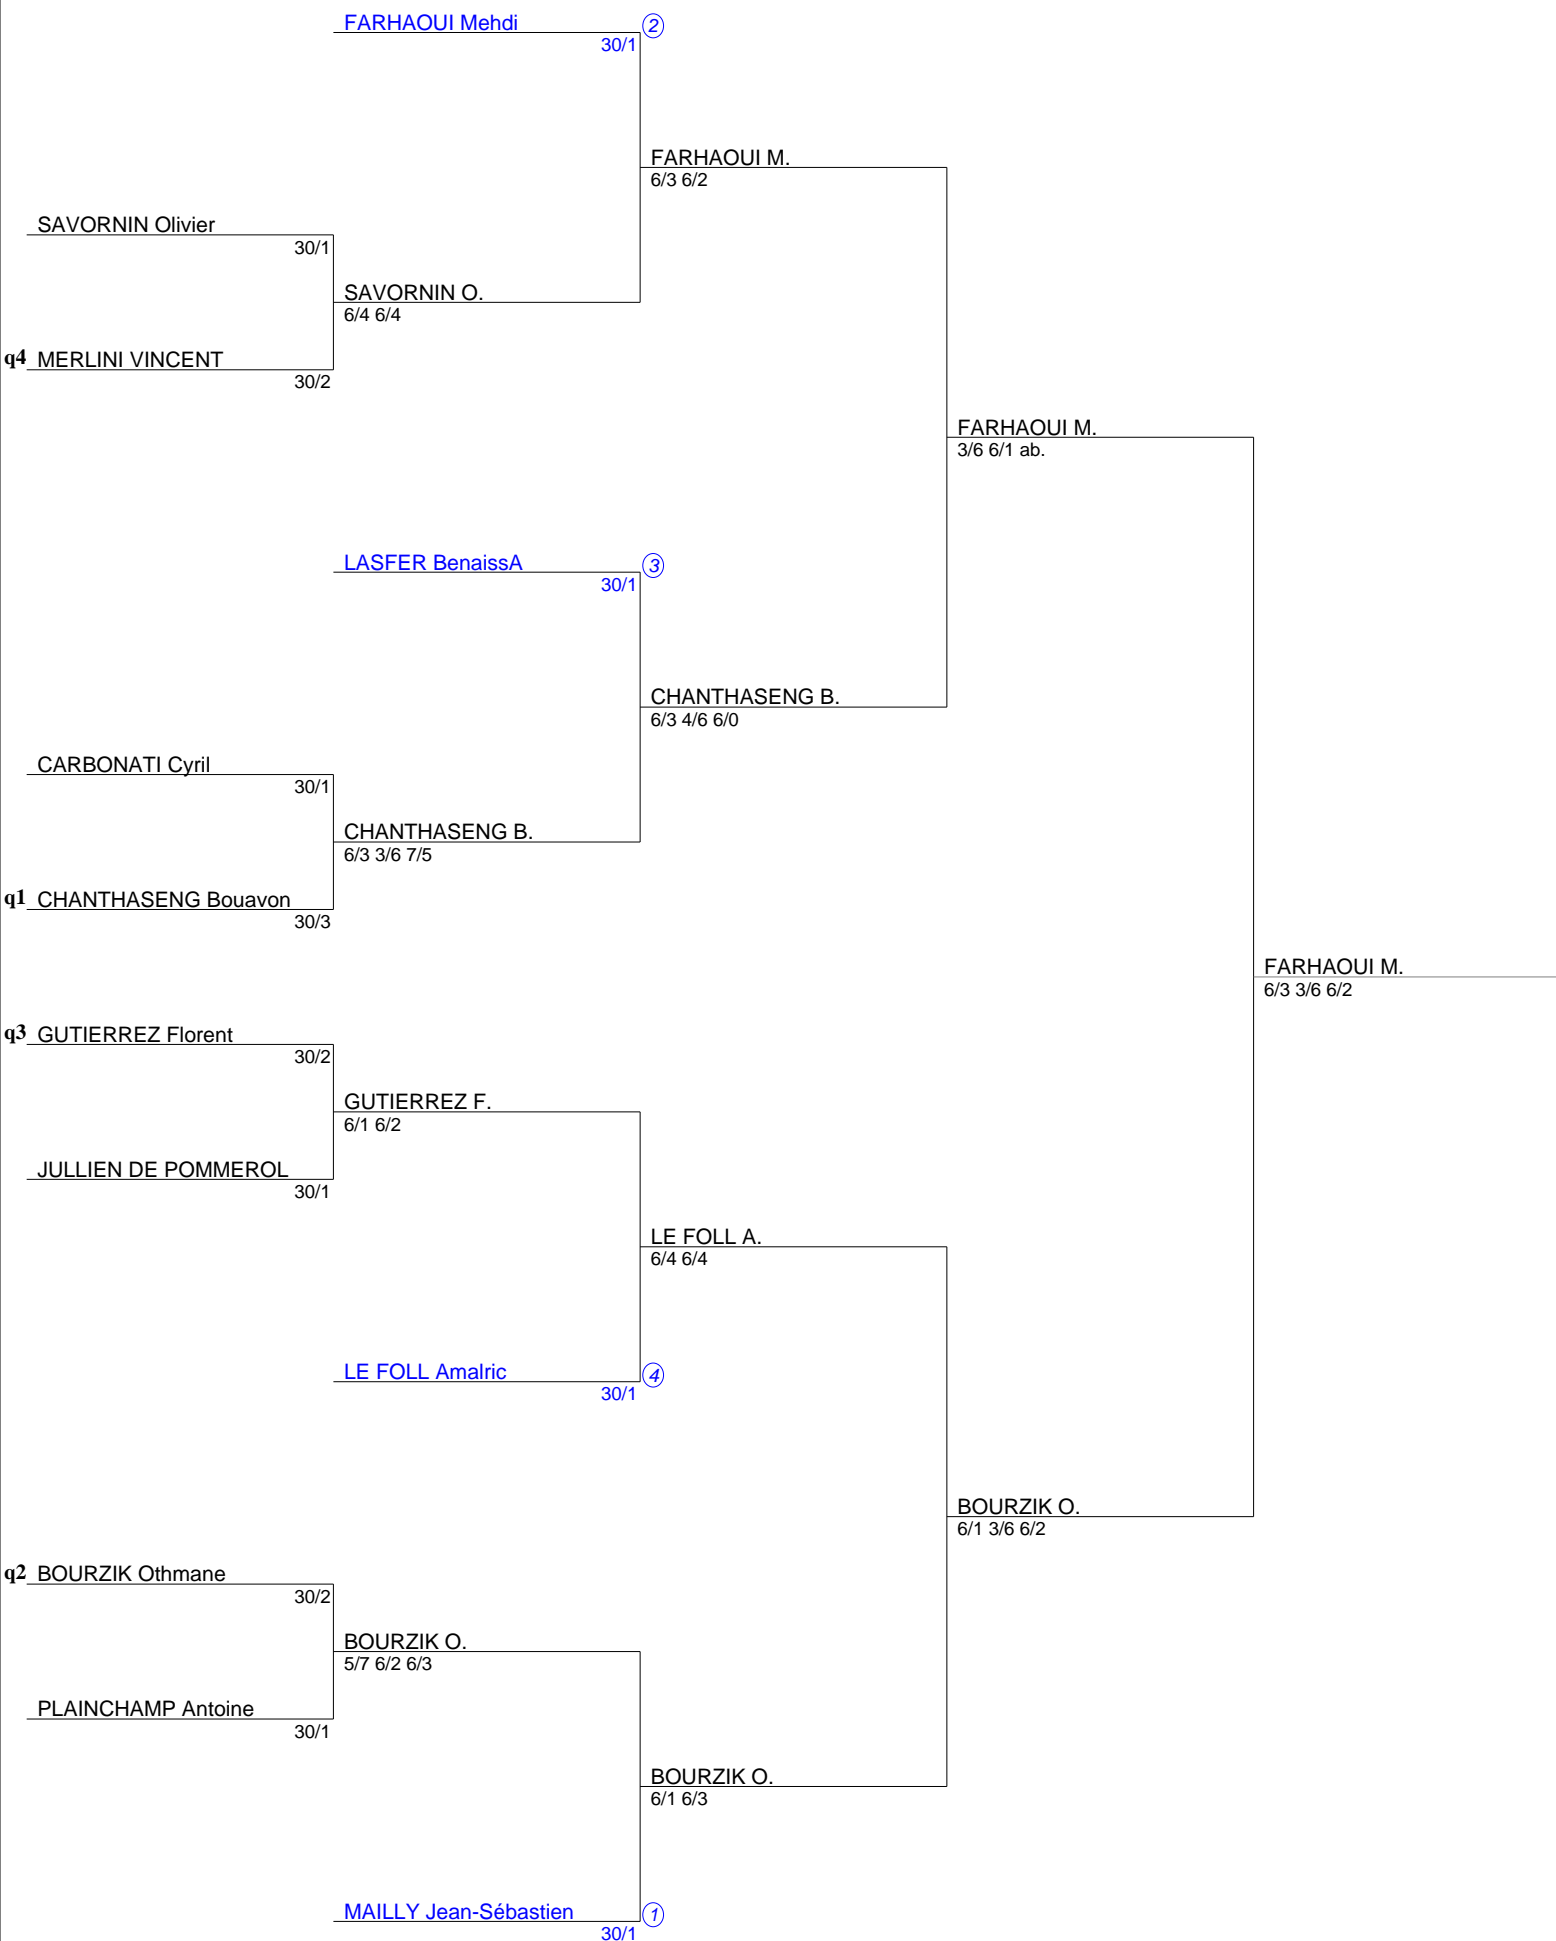 FARHAOUI Mehdi 2
30/1
FARHAOUI M.
6/3 6/2
SAVORNIN Olivier
30/1
SAVORNIN O.
6/4 6/4
q4 MERLINI VINCENT
30/2
FARHAOUI M.
3/6 6/1 ab.
LASFER BenaissA 3
30/1
CHANTHASENG B.
6/3 4/6 6/0
CARBONATI Cyril
30/1
CHANTHASENG B.
6/3 3/6 7/5
q1 CHANTHASENG Bouavon
30/3
FARHAOUI M.
6/3 3/6 6/2
q3 GUTIERREZ Florent
30/2
GUTIERREZ F.
6/1 6/2
JULLIEN DE POMMEROL
30/1
LE FOLL A.
6/4 6/4
LE FOLL Amalric 4
30/1
BOURZIK O.
6/1 3/6 6/2
q2 BOURZIK Othmane
30/2
BOURZIK O.
5/7 6/2 6/3
PLAINCHAMP Antoine
30/1
BOURZIK O.
6/1 6/3
MAILLY Jean-Sébastien 1
30/1